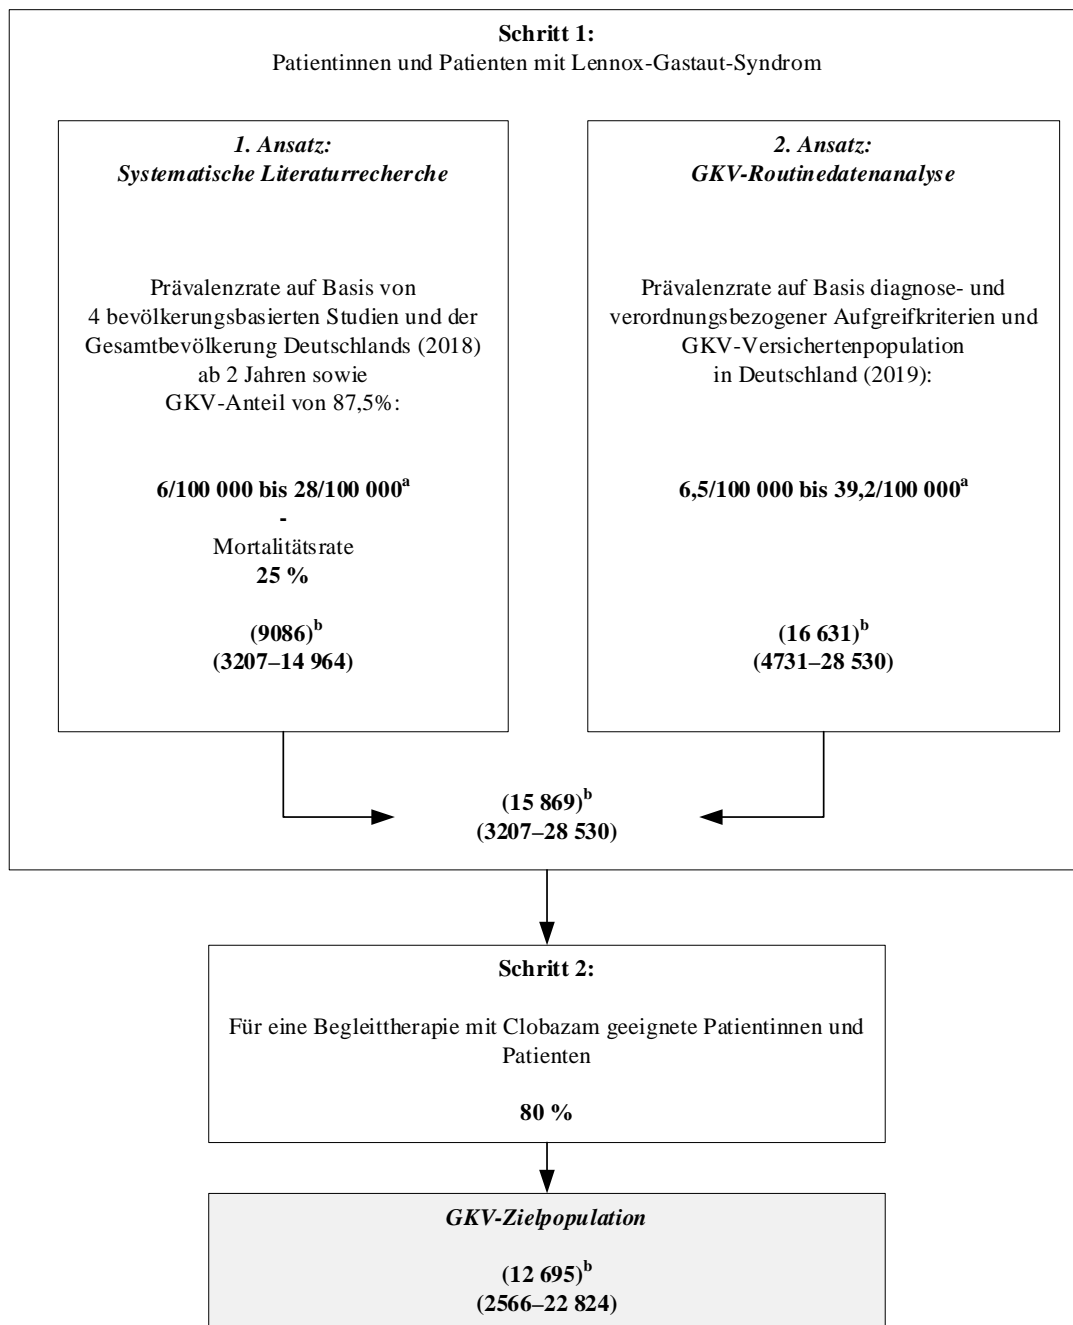 Schritt 1:
Patientinnen und Patienten mit Lennox-Gastaut-Syndrom
1. Ansatz:
Systematische Literaturrecherche
Prävalenzrate auf Basis von
4 bevölkerungsbasierten Studien und der
Gesamtbevölkerung Deutschlands (2018)
ab 2 Jahren sowie
GKV-Anteil von 87,5%:
6/100 000 bis 28/100 000a
-
Mortalitätsrate
25 %
(9086)b
(3207–14 964)
2. Ansatz:
GKV-Routinedatenanalyse
Prävalenzrate auf Basis diagnose- und
verordnungsbezogener Aufgreifkriterien und
GKV-Versichertenpopulation
in Deutschland (2019):
6,5/100 000 bis 39,2/100 000a
(16 631)b
(4731–28 530)
(15 869)b
(3207–28 530)
Schritt 2:
Für eine Begleittherapie mit Clobazam geeignete Patientinnen und
Patienten
80 %
GKV-Zielpopulation
(12 695)b
(2566–22 824)